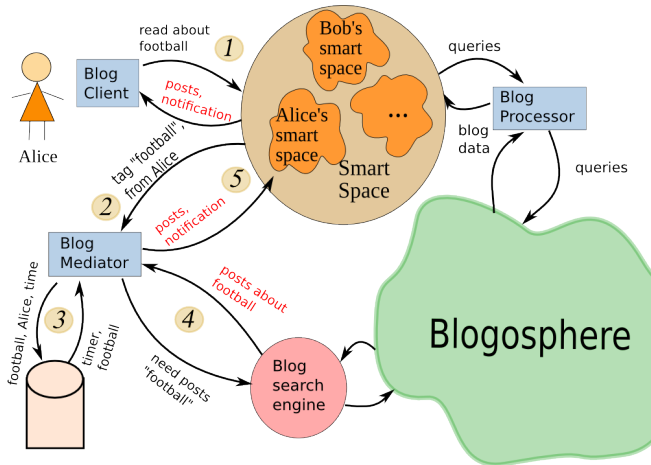 read about
football
1
Bob's
smart
space
queries
Blog
Client
posts,
notification
Alice
Alice's
smart
space
...
Smart
Space
Blog
Processor
blog
data
queries
tag "football",
from Alice
2
5
posts,
notification
Blog
Mediator
posts about
football
football, Alice, time
3
timer,
football
4
need posts
"football"
Blog
search
engine
Blogosphere